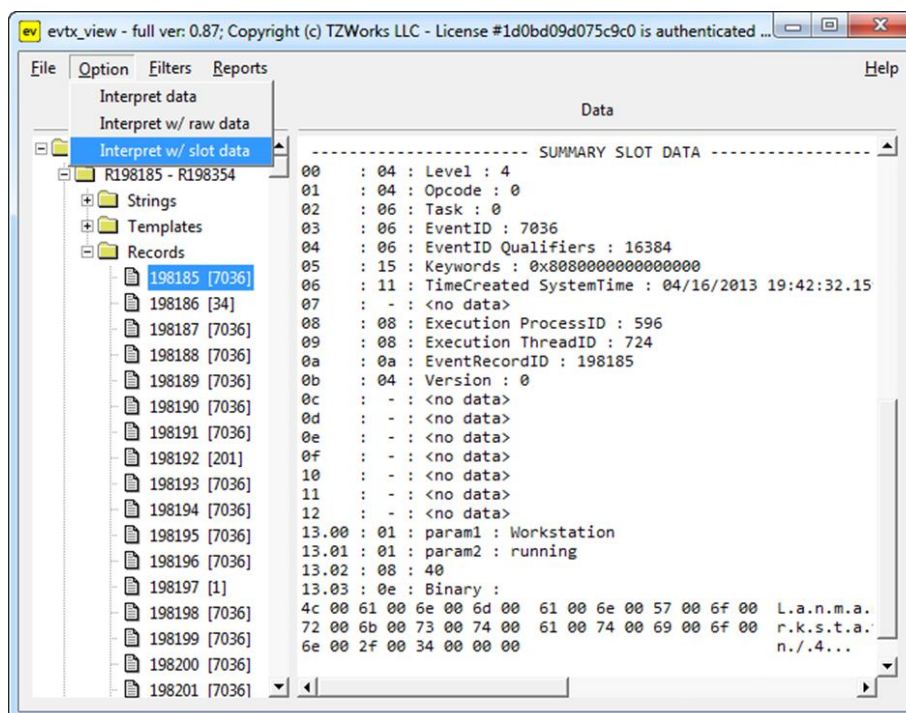 ev evtx_view - full ver: 0.87; Copyright (c) TZWorks LLC - License #1d0bd09d075c9c0 is authenticated ...
File Option Filters Reports Help
Interpret data
Interpret w/ raw data
Interpret w/ slot data
R198185 - R198354
Strings
Templates
Records
198185 [7036]
198186 [34]
198187 [7036]
198188 [7036]
198189 [7036]
198190 [7036]
198191 [7036]
198192 [201]
198193 [7036]
198194 [7036]
198195 [7036]
198196 [7036]
198197 [1]
198198 [7036]
198199 [7036]
198200 [7036]
198201 [7036]
Data
----------------------- SUMMARY SLOT DATA -----------------
00 : 04 : Level : 4
01 : 04 : Opcode : 0
02 : 06 : Task : 0
03 : 06 : EventID : 7036
04 : 06 : EventID Qualifiers : 16384
05 : 15 : Keywords : 0x8080000000000000
06 : 11 : TimeCreated SystemTime : 04/16/2013 19:42:32.15
07 : - : <no data>
08 : 08 : Execution ProcessID : 596
09 : 08 : Execution ThreadID : 724
0a : 0a : EventRecordID : 198185
0b : 04 : Version : 0
0c : - : <no data>
0d : - : <no data>
0e : - : <no data>
0f : - : <no data>
10 : - : <no data>
11 : - : <no data>
12 : - : <no data>
13.00 : 01 : param1 : Workstation
13.01 : 01 : param2 : running
13.02 : 08 : 40
13.03 : 0e : Binary :
4c 00 61 00 6e 00 6d 00 61 00 6e 00 57 00 6f 00 L.a.n.m.a.
72 00 6b 00 73 00 74 00 61 00 74 00 69 00 6f 00 r.k.s.t.a.
6e 00 2f 00 34 00 00 00 n./.4...